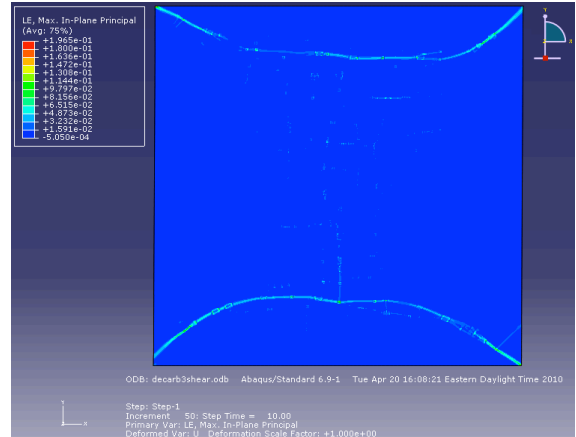 LE, Max. In-Plane Principal
(Avg: 75%)
+1.965e-01
+1.800e-01
+1.636e-01
+1.472e-01
+1.308e-01
+1.144e-01
+9.797e-02
+8.156e-02
+6.515e-02
+4.873e-02
+3.232e-02
+1.591e-02
-5.050e-04
Y
X
ODB: decarb3shear.odb Abaqus/Standard 6.9-1 Tue Apr 20 16:08:21 Eastern Daylight Time 2010
Y
X
Step: Step-1
Increment 50: Step Time = 10.00
Primary Var: LE, Max. In-Plane Principal
Deformed Var: U Deformation Scale Factor: +1.000e+00